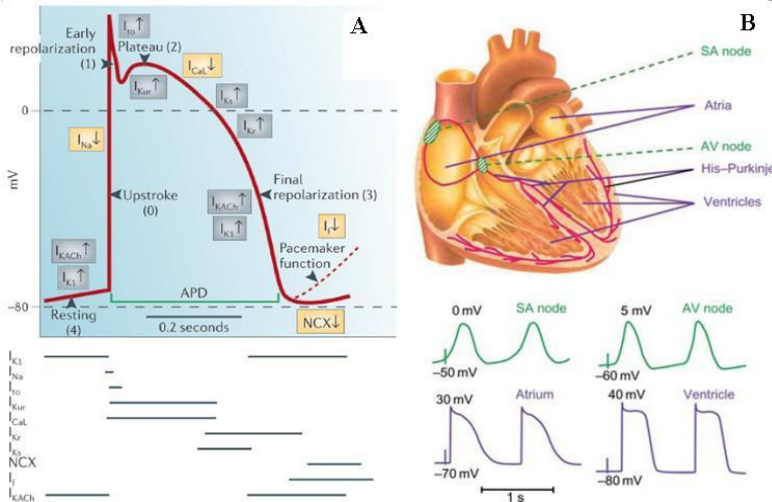 A
Early
repolarization
(1)
Ito↑
Plateau (2)
ICaL↓
IKur↑
IKs↑
IKr↑
0
INa↓
mV
Upstroke
(0)
Final
repolarization (3)
IKACh↑
IK1↑
IKACh↑
IK1↑
If↓
Pacemaker
function
APD
−80
Resting
(4)
0.2 seconds
NCX↓
IK1
INa
Ito
IKur
ICaL
IKr
IKs
NCX
If
IKACh
B
SA node
Atria
AV node
His–Purkinje
Ventricles
0 mV
SA node
−50 mV
5 mV
AV node
−60 mV
30 mV
Atrium
−70 mV
40 mV
Ventricle
−80 mV
1 s